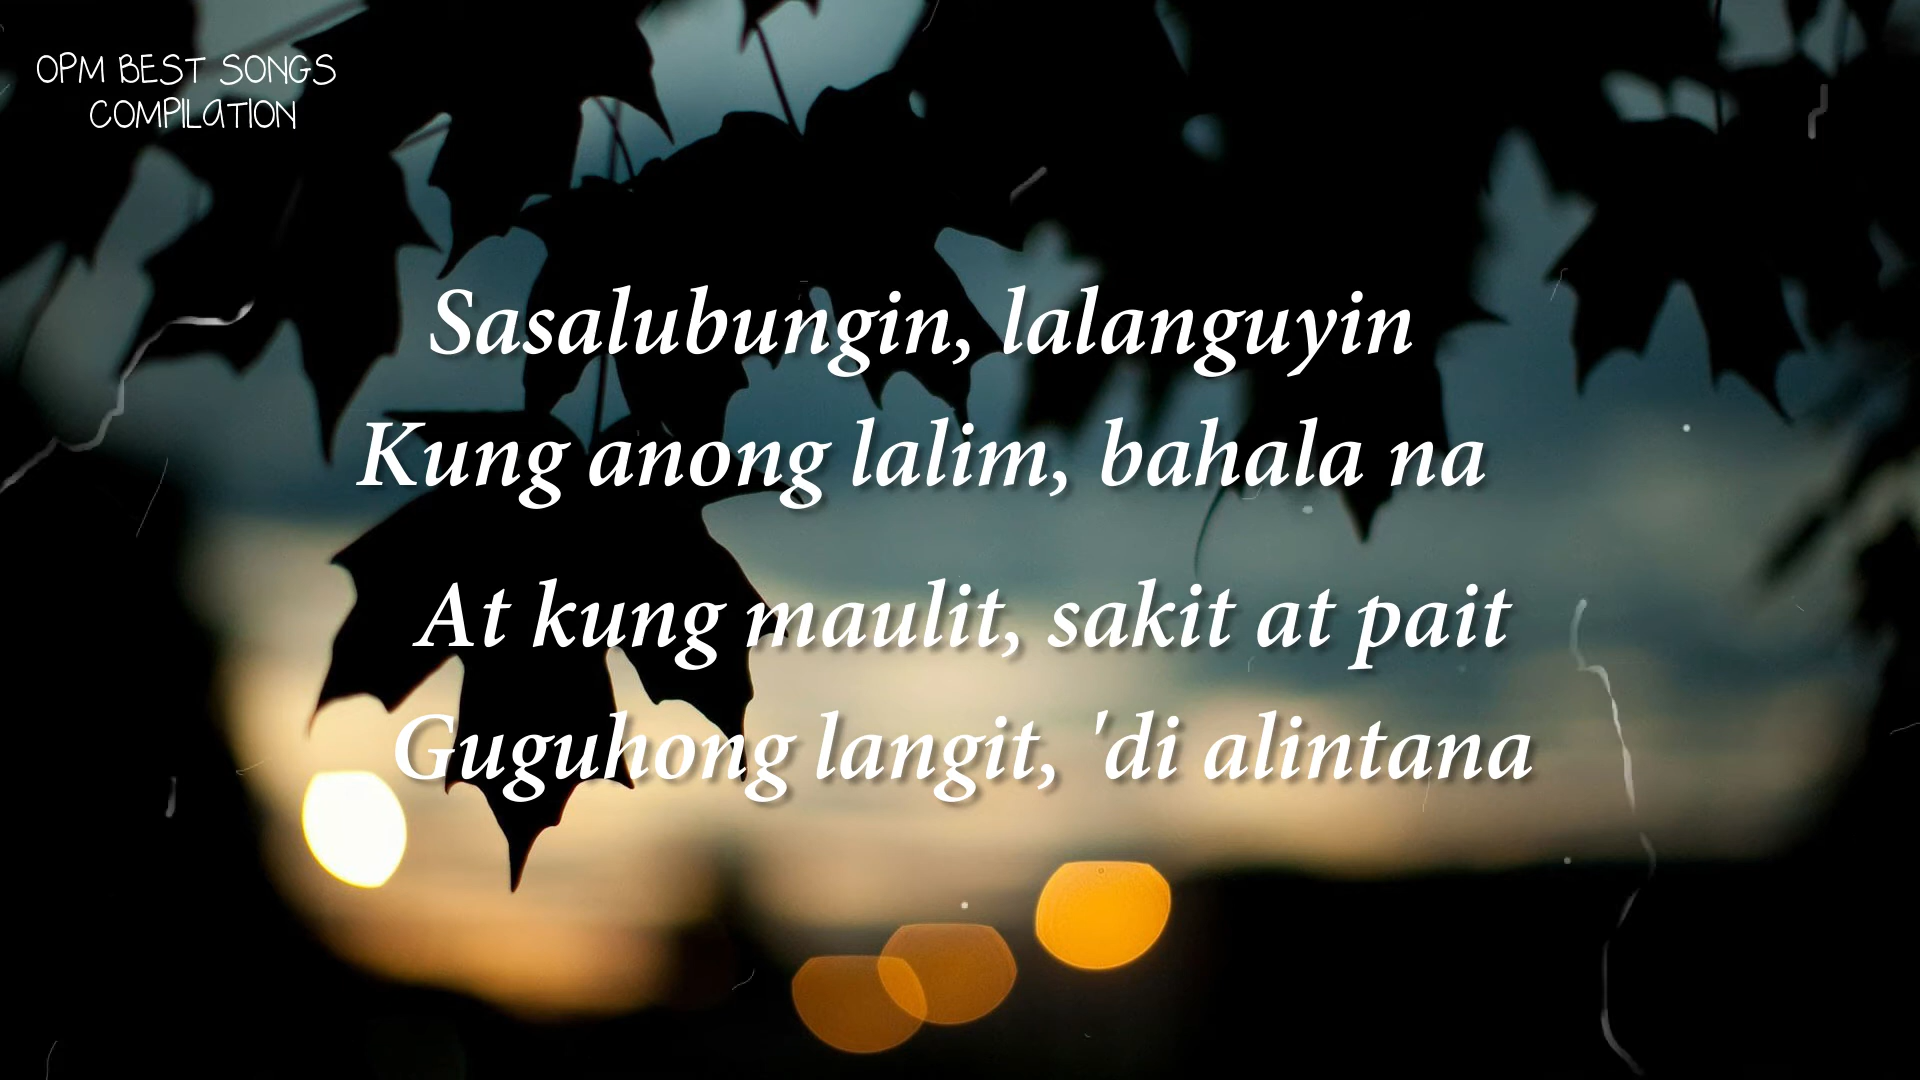 OPM BEST SONGS
COMPILATION
Sasalubungin, lalanguyin
Kung anong lalim, bahala na
At kung maulit, sakit at pait
Guguhong langit, 'di alintana